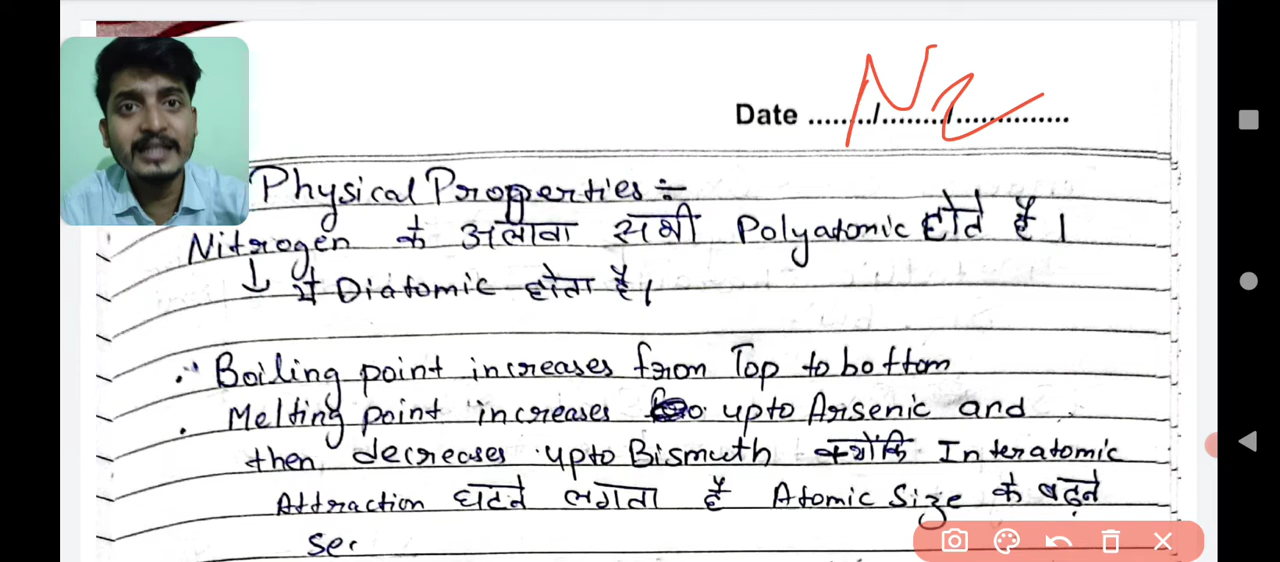 N2
Date ......../......../..............
Physical Properties ÷
Nitrogen के अलावा सभी Polyatomic होते हैं।
↓ ये Diatomic होता है।
Boiling point increases from Top to bottom
Melting point increases upto Arsenic and
then decreases upto Bismuth क्योंकि Interatomic
Attraction घटने लगता है Atomic Size के बढ़ने
se